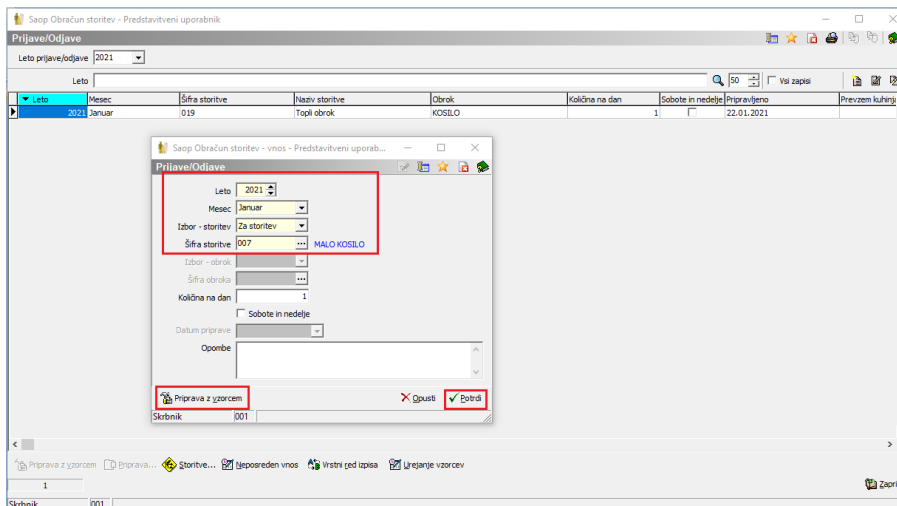 Saop Obračun storitev - Predstavitveni uporabnik
Prijave/Odjave
Leto prijave/odjave 2021
Leto 50 Vsi zapisi
Leto Mesec Šifra storitve Naziv storitve Obrok Količina na dan Sobote in nedelje Pripravljeno Prevzem kuhinja
2021 Januar 019 Topli obrok KOSILO 1 22.01.2021
Saop Obračun storitev - vnos - Predstavitveni uporab...
Prijave/Odjave
Leto 2021
Mesec Januar
Izbor - storitev Za storitev
Šifra storitve 007 ... MALO KOSILO
Izbor - obrok
Šifra obroka ...
Količina na dan 1
Sobote in nedelje
Datum priprave
Opombe
Priprava z vzorcem Opusti Potrdi
Skrbnik 001
Priprava z vzorcem Priprava... Storitve... Neposreden vnos Vrstni red izpisa Urejanje vzorcev
1 Zapri
Skrbnik 001